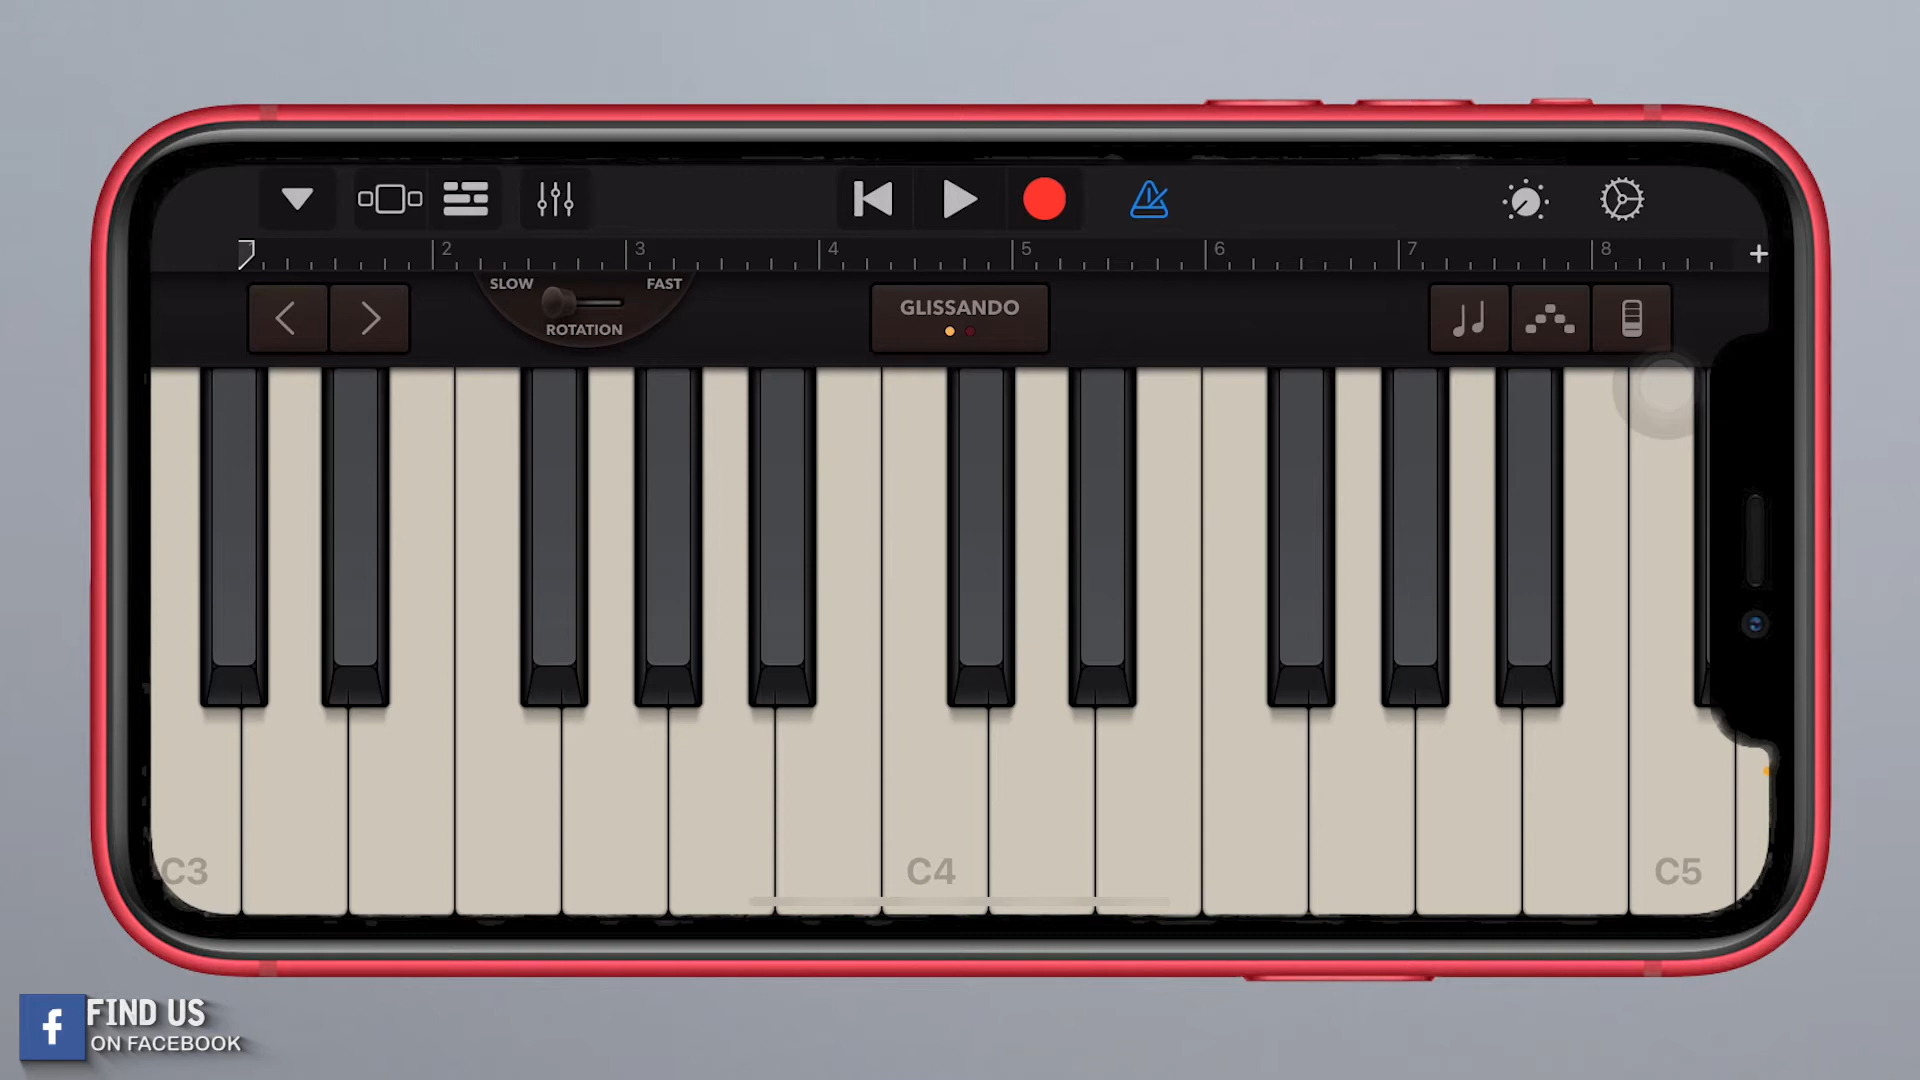 2
3
4
5
6
7
8
SLOW
FAST
ROTATION
GLISSANDO
C3
C4
C5
f
FIND US
ON FACEBOOK